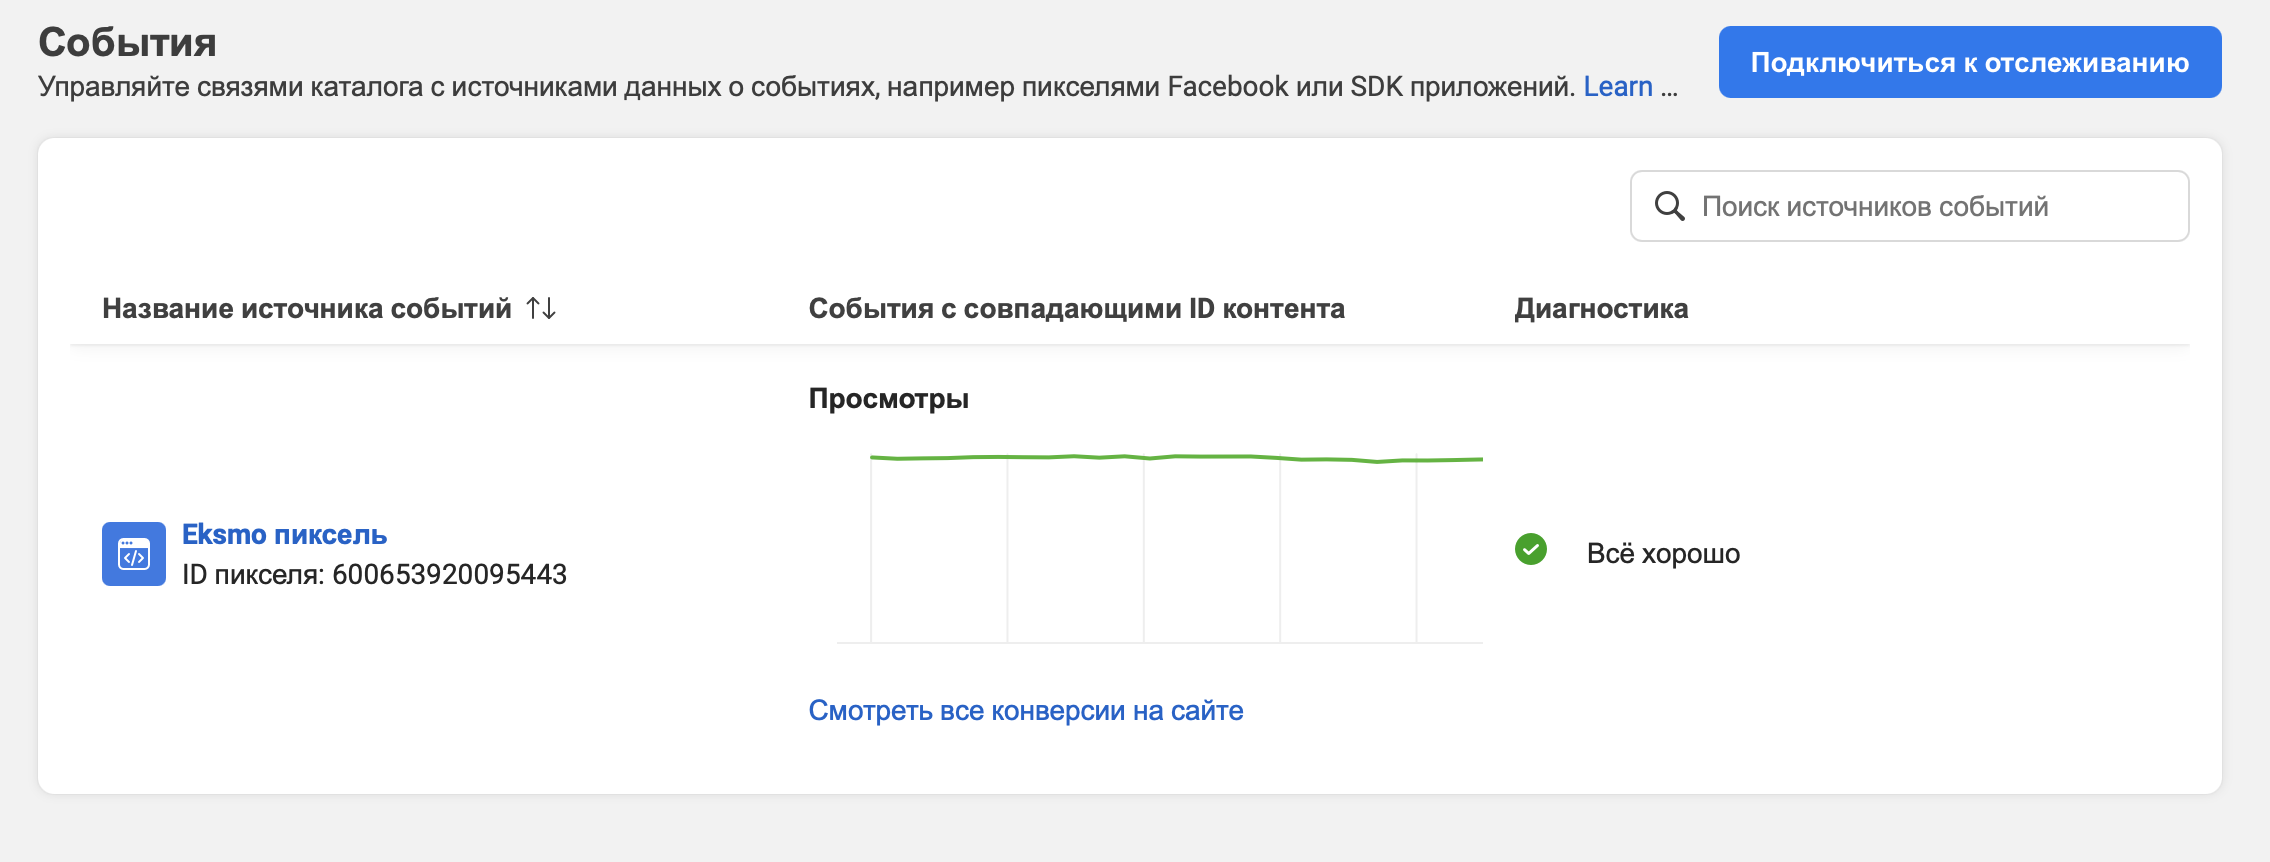 События
Управляйте связями каталога с источниками данных о событиях, например пикселями Facebook или SDK приложений. Learn ...
Подключиться к отслеживанию
Поиск источников событий
Название источника событий ↑↓
События с совпадающими ID контента
Диагностика
Просмотры
Eksmo пиксель
ID пикселя: 600653920095443
Всё хорошо
Смотреть все конверсии на сайте